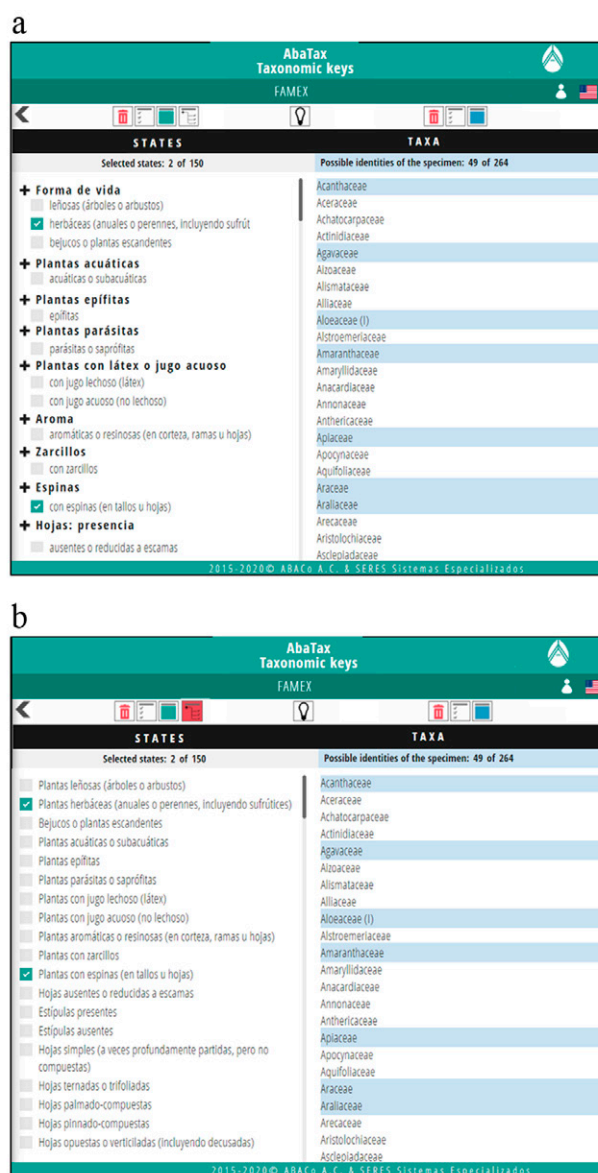 a
AbaTax
Taxonomic keys
FAMEX
STATES
TAXA
Selected states: 2 of 150
Possible identities of the specimen: 49 of 264
Forma de vida
leñosas (árboles o arbustos)
herbáceas (anuales o perennes, incluyendo sufrút
bejucos o plantas escandentes
Plantas acuáticas
acuáticas o subacuáticas
Plantas epífitas
epífitas
Plantas parásitas
parásitas o saprófitas
Plantas con látex o jugo acuoso
con jugo lechoso (látex)
con jugo acuoso (no lechoso)
Aroma
aromáticas o resinosas (en corteza, ramas u hojas)
Zarcillos
con zarcillos
Espinas
con espinas (en tallos u hojas)
Hojas: presencia
ausentes o reducidas a escamas
Acanthaceae
Aceraceae
Achatocarpaceae
Actinidiaceae
Agavaceae
Aizoaceae
Alismataceae
Alliaceae
Aloeaceae (I)
Alstroemeriaceae
Amaranthaceae
Amaryllidaceae
Anacardiaceae
Annonaceae
Anthericaceae
Apiaceae
Apocynaceae
Aquifoliaceae
Araceae
Araliaceae
Arecaceae
Aristolochiaceae
Asclepiadaceae
2015-2020© ABACo A.C. & SERES Sistemas Especializados
b
AbaTax
Taxonomic keys
FAMEX
STATES
TAXA
Selected states: 2 of 150
Possible identities of the specimen: 49 of 264
Plantas leñosas (árboles o arbustos)
Plantas herbáceas (anuales o perennes, incluyendo sufrútices)
Bejucos o plantas escandentes
Plantas acuáticas o subacuáticas
Plantas epífitas
Plantas parásitas o saprófitas
Plantas con jugo lechoso (látex)
Plantas con jugo acuoso (no lechoso)
Plantas aromáticas o resinosas (en corteza, ramas u hojas)
Plantas con zarcillos
Plantas con espinas (en tallos u hojas)
Hojas ausentes o reducidas a escamas
Estípulas presentes
Estípulas ausentes
Hojas simples (a veces profundamente partidas, pero no
compuestas)
Hojas ternadas o trifoliadas
Hojas palmado-compuestas
Hojas pinnado-compuestas
Hojas opuestas o verticiladas (incluyendo decusadas)
Acanthaceae
Aceraceae
Achatocarpaceae
Actinidiaceae
Agavaceae
Aizoaceae
Alismataceae
Alliaceae
Aloeaceae (I)
Alstroemeriaceae
Amaranthaceae
Amaryllidaceae
Anacardiaceae
Annonaceae
Anthericaceae
Apiaceae
Apocynaceae
Aquifoliaceae
Araceae
Araliaceae
Arecaceae
Aristolochiaceae
Asclepiadaceae
2015-2020© ABACo A.C. & SERES Sistemas Especializados